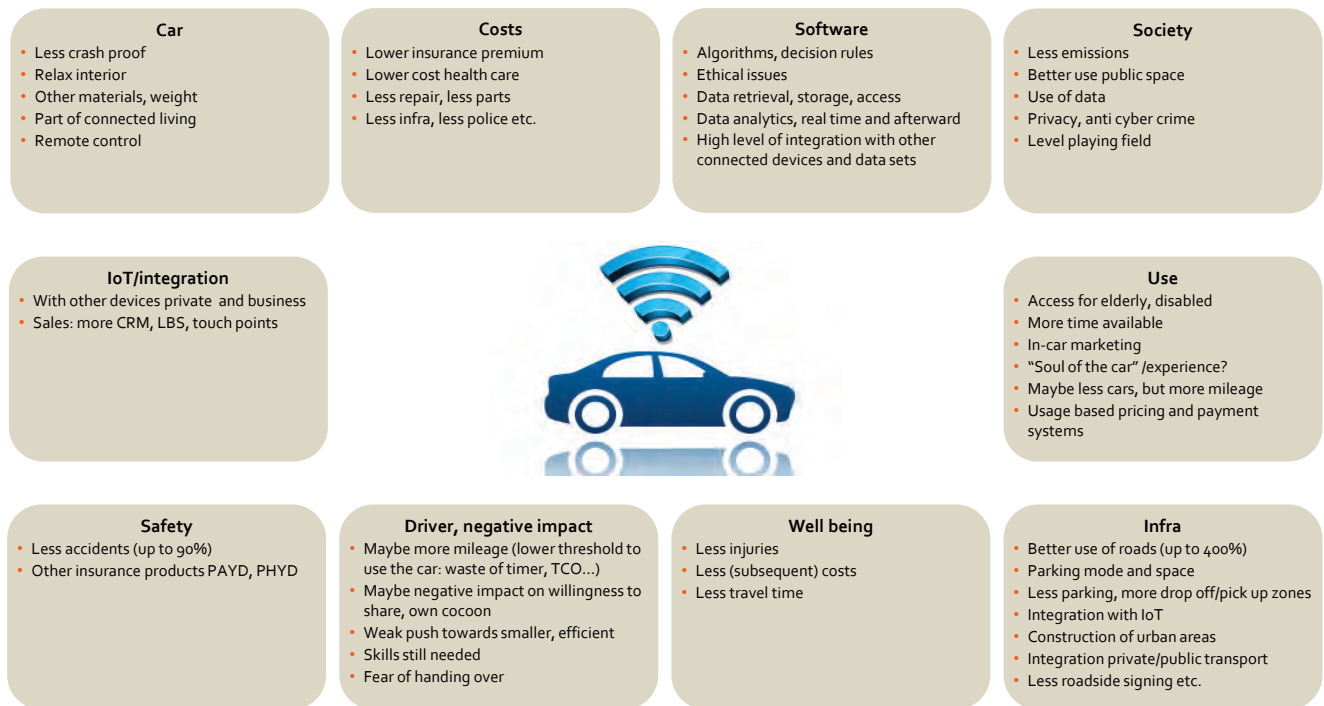 Car
• Less crash proof
• Relax interior
• Other materials, weight
• Part of connected living
• Remote control
Costs
• Lower insurance premium
• Lower cost health care
• Less repair, less parts
• Less infra, less police etc.
Software
• Algorithms, decision rules
• Ethical issues
• Data retrieval, storage, access
• Data analytics, real time and afterward
• High level of integration with other
connected devices and data sets
Society
• Less emissions
• Better use public space
• Use of data
• Privacy, anti cyber crime
• Level playing field
IoT/integration
• With other devices private and business
• Sales: more CRM, LBS, touch points
Use
• Access for elderly, disabled
• More time available
• In-car marketing
• “Soul of the car” /experience?
• Maybe less cars, but more mileage
• Usage based pricing and payment
systems
Safety
• Less accidents (up to 90%)
• Other insurance products PAYD, PHYD
Driver, negative impact
• Maybe more mileage (lower threshold to
use the car: waste of timer, TCO...)
• Maybe negative impact on willingness to
share, own cocoon
• Weak push towards smaller, efficient
• Skills still needed
• Fear of handing over
Well being
• Less injuries
• Less (subsequent) costs
• Less travel time
Infra
• Better use of roads (up to 400%)
• Parking mode and space
• Less parking, more drop off/pick up zones
• Integration with IoT
• Construction of urban areas
• Integration private/public transport
• Less roadside signing etc.